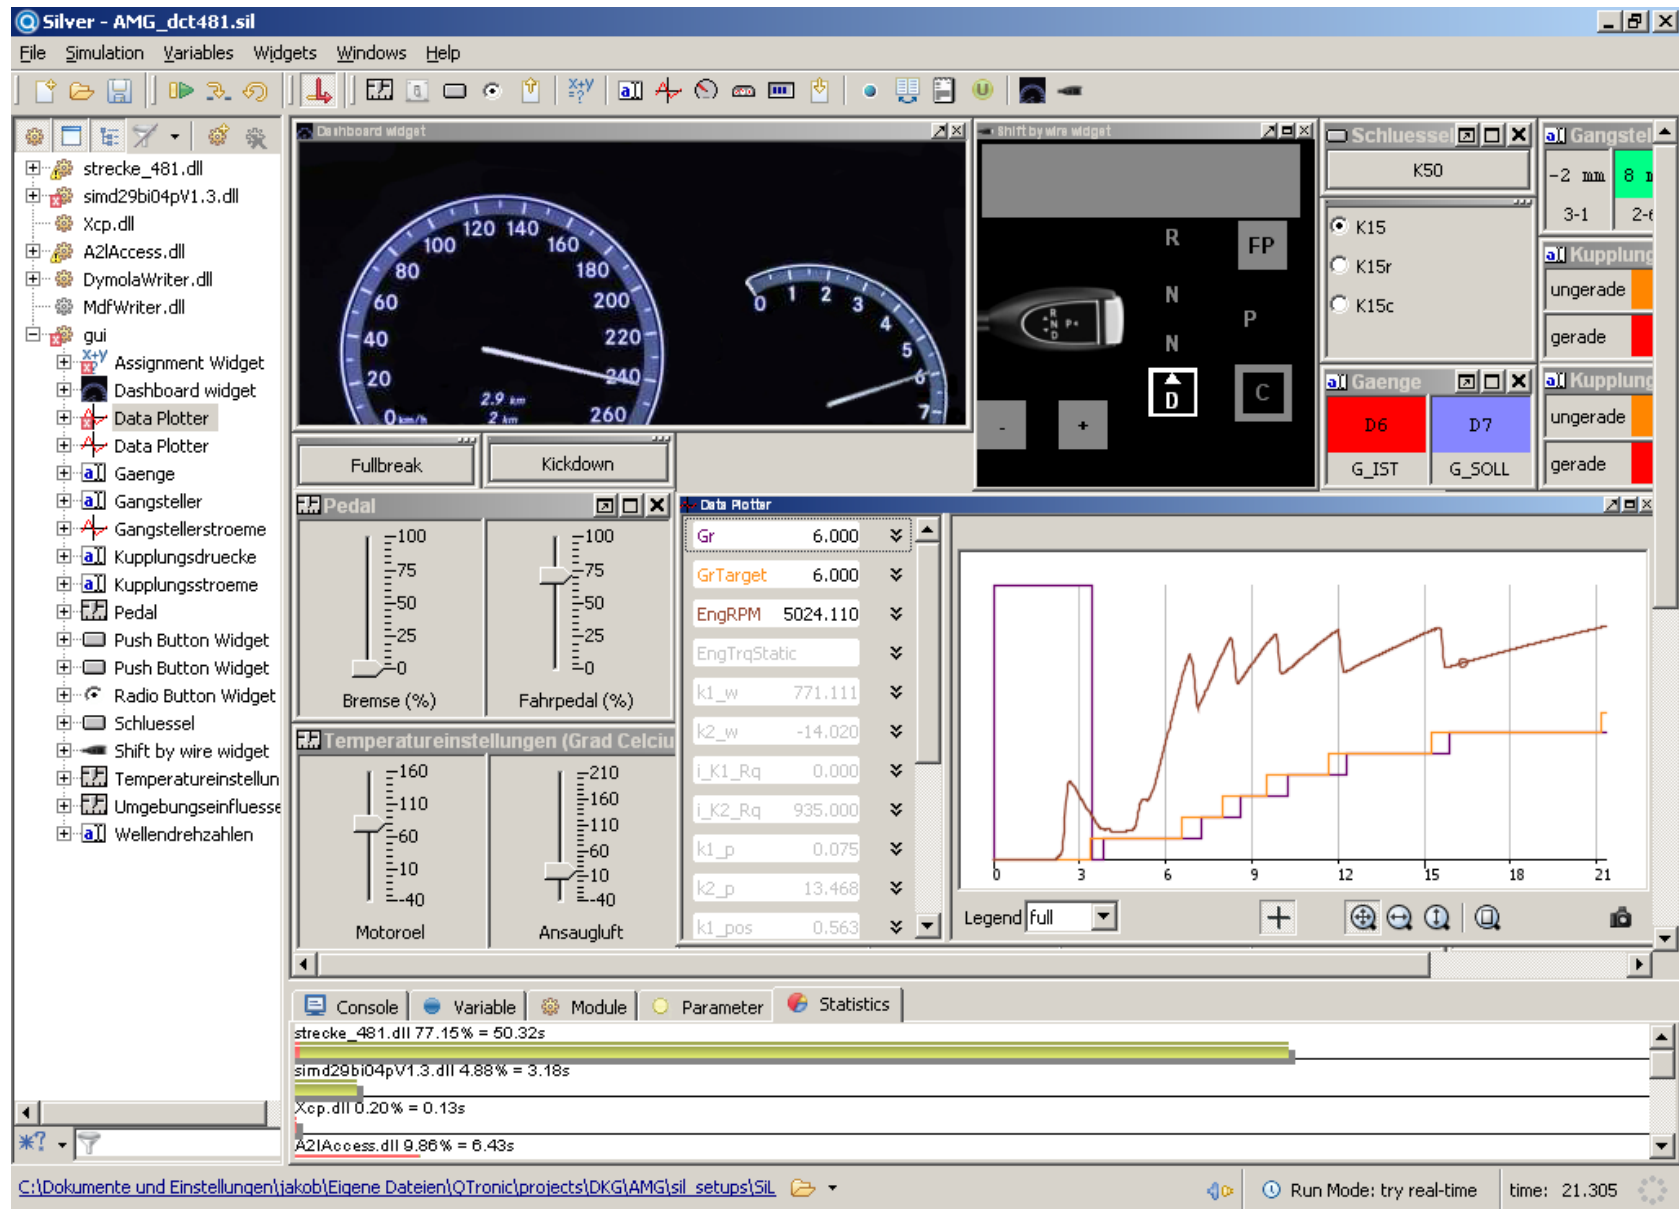 Silver - AMG_dct481.sil
File Simulation Variables Widgets Windows Help
strecke_481.dll
simd29bi04pV1.3.dll
Xcp.dll
A2lAccess.dll
DymolaWriter.dll
MdfWriter.dll
gui
Assignment Widget
Dashboard widget
Data Plotter
Data Plotter
Gaenge
Gangsteller
Gangstellerstroeme
Kupplungsdruecke
Kupplungsstroeme
Pedal
Push Button Widget
Push Button Widget
Radio Button Widget
Schluessel
Shift by wire widget
Temperatureinstellun
Umgebungseinfluesse
Wellendrehzahlen
Dashboard widget
0 km/h 20 40 60 80 100 120 140 160 180 200 220 240 260
2.9 km
2 km
0 1 2 3 4 5 6 7
Shift by wire widget
R
N
N
D
FP
P
C
- +
R
N P
D
Schluessel
K50
K15
K15r
K15c
Gangstel
-2 mm 8
3-1 2-6
Kupplung
ungerade
gerade
Gaenge
D6 D7
G_IST G_SOLL
Kupplung
ungerade
gerade
Fullbreak Kickdown
Pedal
100
75
50
25
0
Bremse (%)
100
75
50
25
0
Fahrpedal (%)
Temperatureinstellungen (Grad Celciu
160
110
60
10
-40
Motoroel
210
160
110
60
10
-40
Ansaugluft
Data Plotter
Gr 6.000
GrTarget 6.000
EngRPM 5024.110
EngTrqStatic
k1_w 771.111
k2_w -14.020
i_K1_Rq 0.000
i_K2_Rq 935.000
k1_p 0.075
k2_p 13.468
k1_pos 0.563
0 3 6 9 12 15 18 21
Legend full
Console Variable Module Parameter Statistics
strecke_481.dll 77.15% = 50.32s
simd29bi04pV1.3.dll 4.88% = 3.18s
Xcp.dll 0.20% = 0.13s
A2lAccess.dll 9.86% = 6.43s
C:\Dokumente und Einstellungen\jakob\Eigene Dateien\QTronic\projects\DKG\AMG\sil_setups\SiL
Run Mode: try real-time
time: 21.305